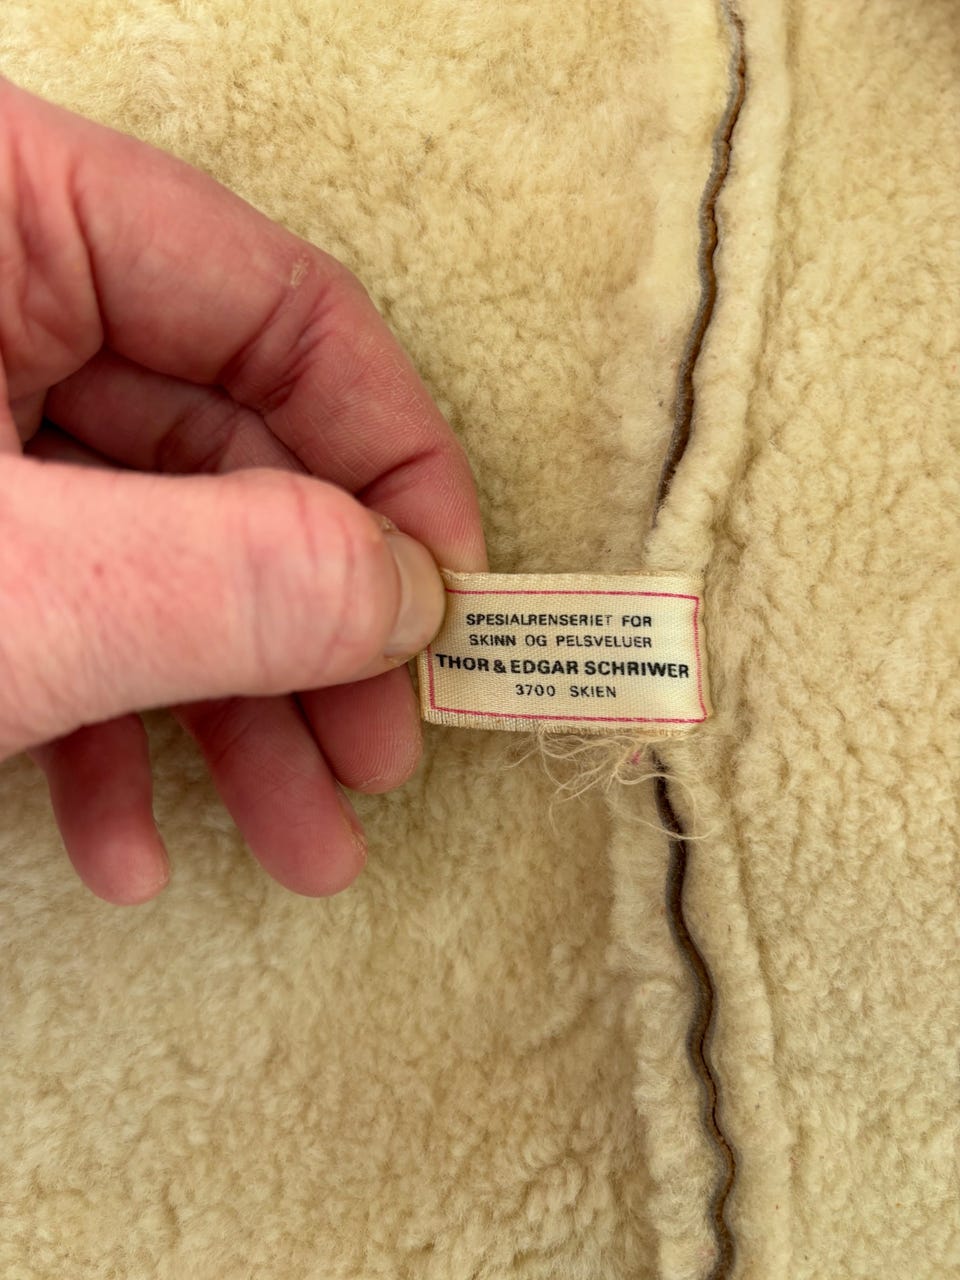 SPESIALRENSERIET FOR
SKINN OG PELSVELUER
THOR & EDGAR SCHRIWER
3700 SKIEN